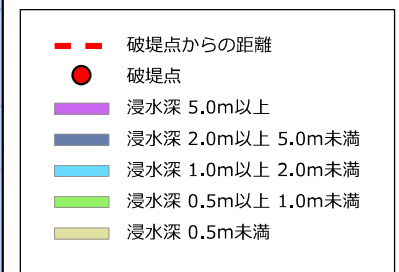 破堤点からの距離
破堤点
浸水深 5.0m以上
浸水深 2.0m以上 5.0m未満
浸水深 1.0m以上 2.0m未満
浸水深 0.5m以上 1.0m未満
浸水深 0.5m未満